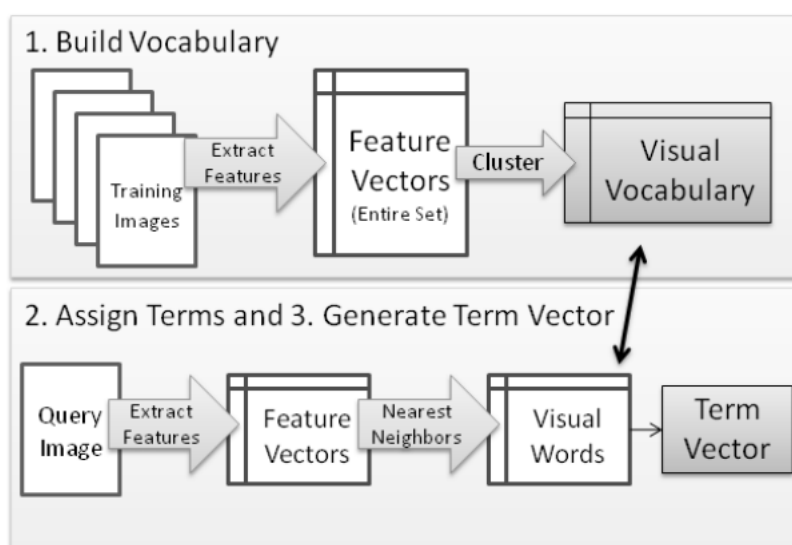 1. Build Vocabulary
Training
Images
Extract
Features
Feature
Vectors
(Entire Set)
Cluster
Visual
Vocabulary
2. Assign Terms and 3. Generate Term Vector
Query
Image
Extract
Features
Feature
Vectors
Nearest
Neighbors
Visual
Words
Term
Vector